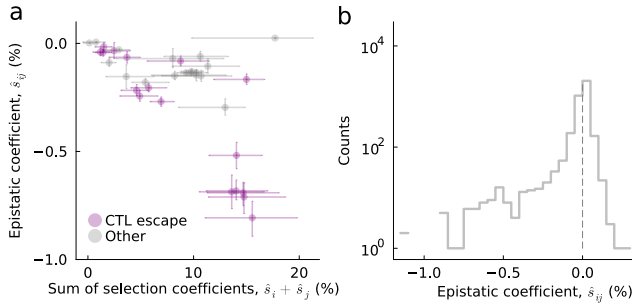 a
b
0.0
−0.5
−1.0
Epistatic coefficient, ŝᵢⱼ (%)
CTL escape
Other
0
10
20
Sum of selection coefficients, ŝᵢ + ŝⱼ (%)
10⁴
10²
10⁰
Counts
−1.0
−0.5
0.0
Epistatic coefficient, ŝᵢⱼ (%)